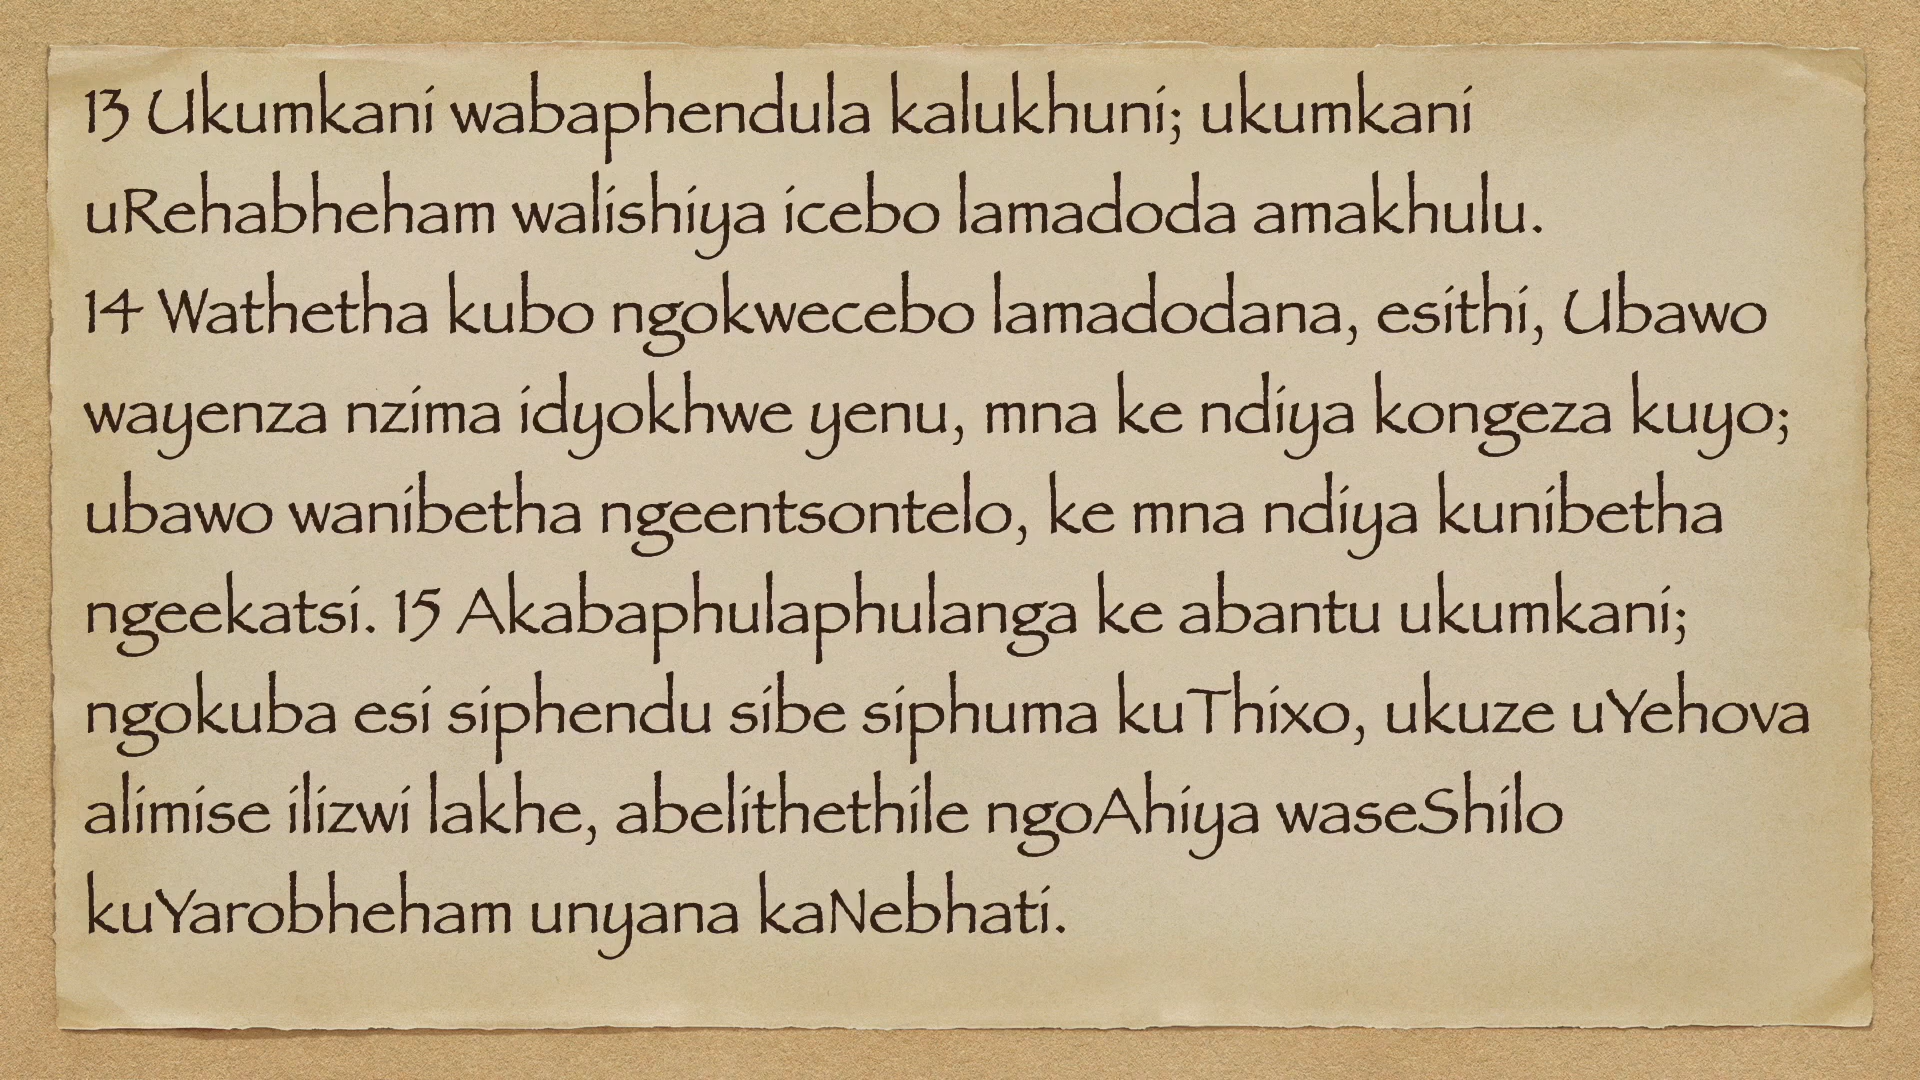 13 Ukumkani wabaphendula kalukhuni; ukumkani
uRehabheham walishiya icebo lamadoda amakhulu.
14 Wathetha kubo ngokwecebo lamadodana, esithi, Ubawo
wayenza nzima idyokhwe yenu, mna ke ndiya kongeza kuyo;
ubawo wanibetha ngeentsontelo, ke mna ndiya kunibetha
ngeekatsi. 15 Akabaphulaphulanga ke abantu ukumkani;
ngokuba esi siphendu sibe siphuma kuThixo, ukuze uYehova
alimise ilizwi lakhe, abelithethile ngoAhiya waseShilo
kuYarobheham unyana kaNebhati.